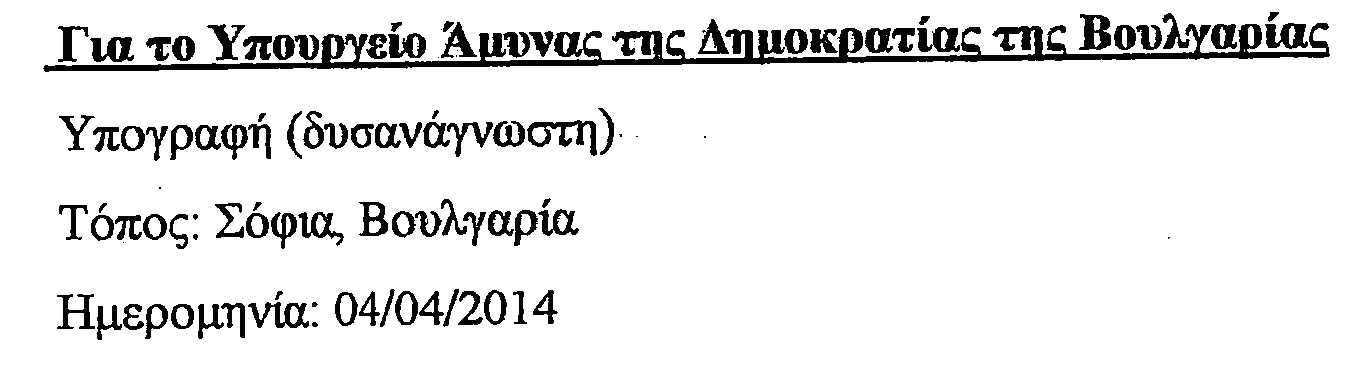 Για το Υπουργείο Άμυνας της Δημοκρατίας της Βουλγαρίας
Υπογραφή (δυσανάγνωστη)
Τόπος: Σόφια, Βουλγαρία
Ημερομηνία: 04/04/2014